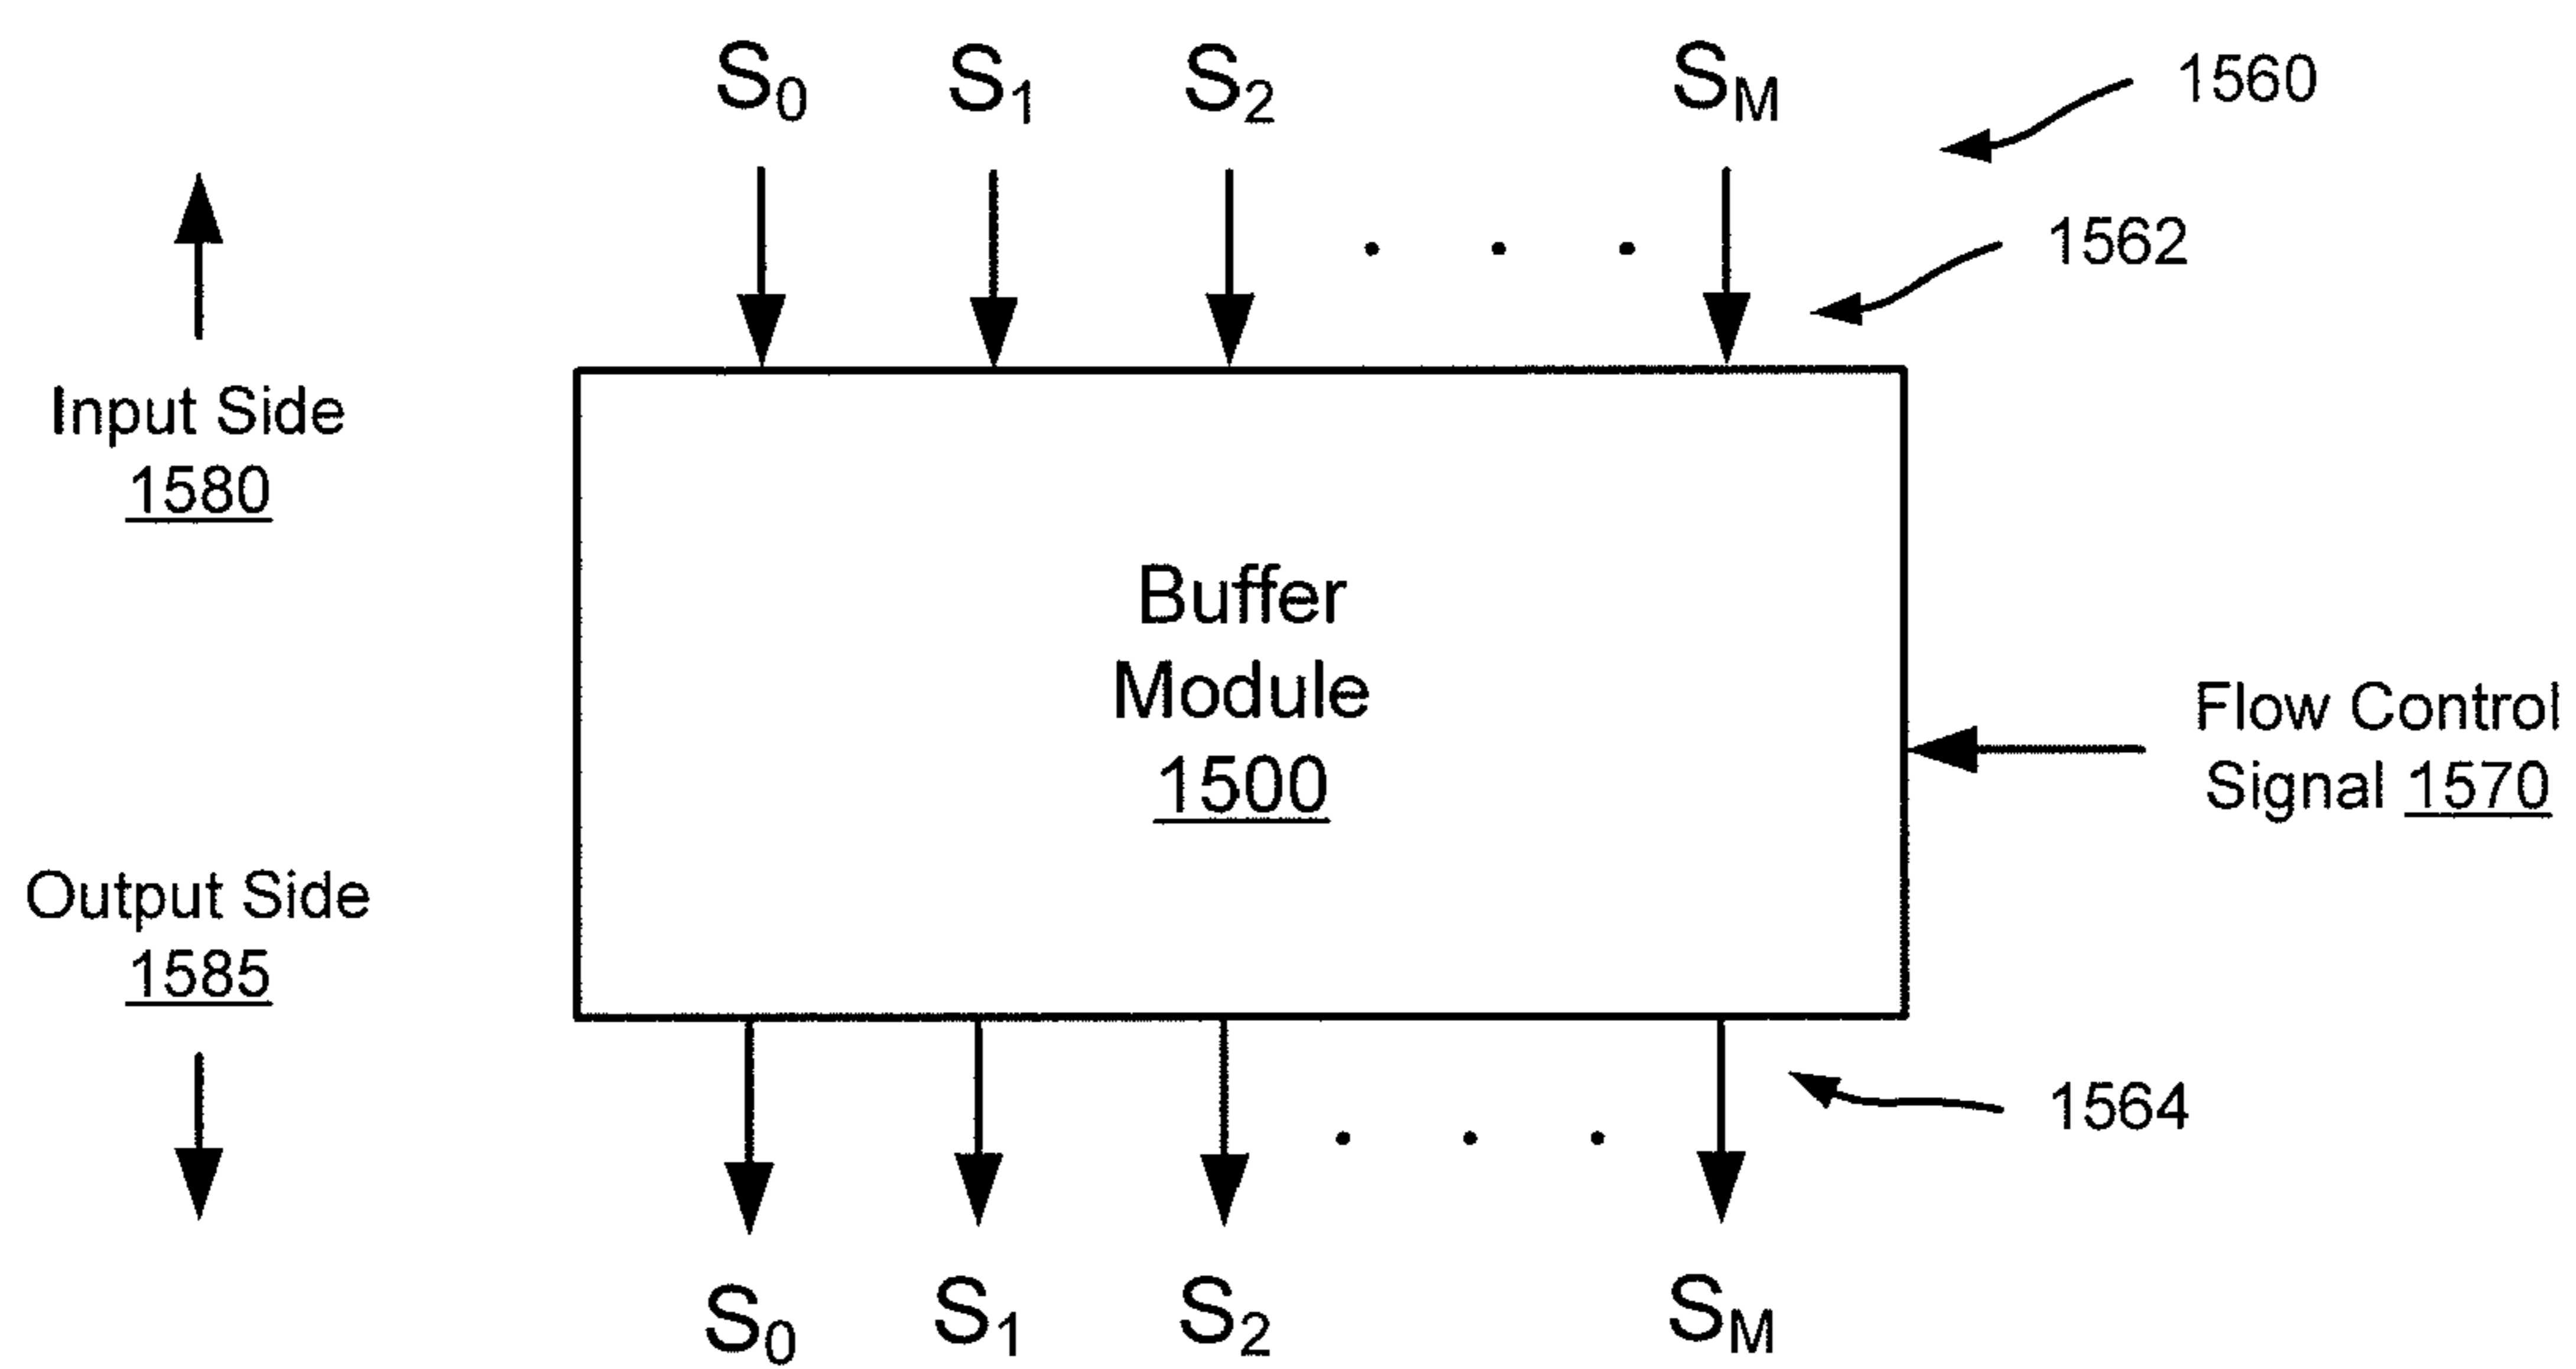 S0 S1 S2 SM
1560
1562
Input Side
1580
Buffer
Module
1500
Flow Control
Signal 1570
Output Side
1585
1564
S0 S1 S2 SM